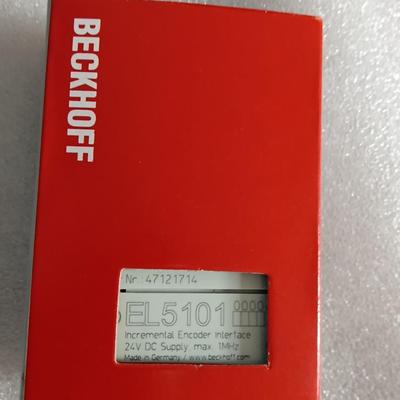 BECKHOFF
Nr.: 47121714
EL5101
Incremental Encoder Interface
24V DC Supply, max. 1MHz
Made in Germany / www.beckhoff.com